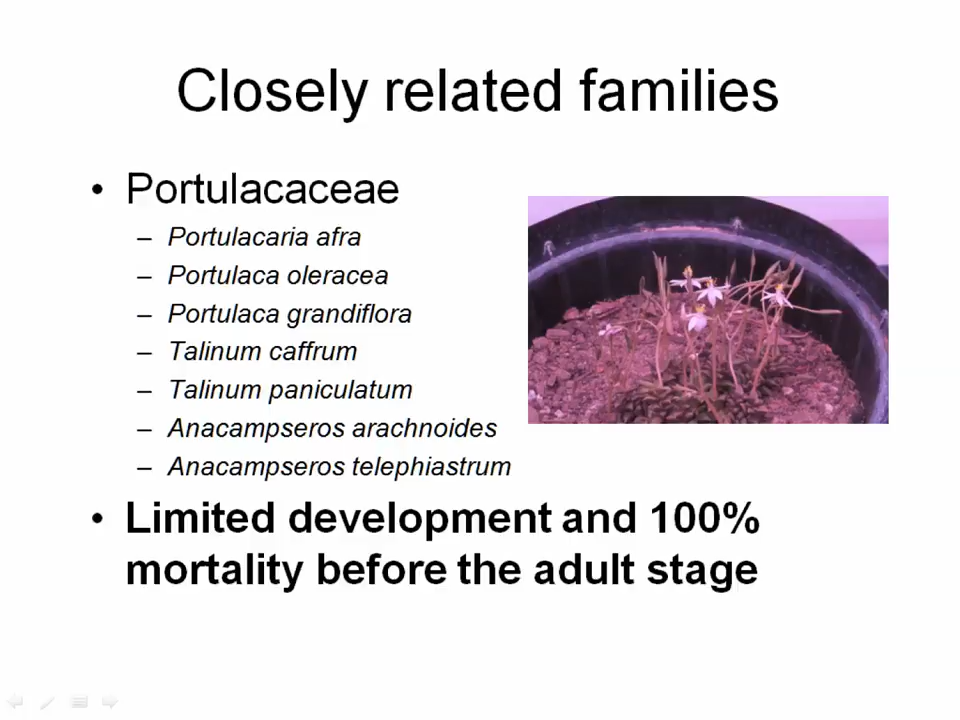 Closely related families
• Portulacaceae
– Portulacaria afra
– Portulaca oleracea
– Portulaca grandiflora
– Talinum caffrum
– Talinum paniculatum
– Anacampseros arachnoides
– Anacampseros telephiastrum
• Limited development and 100%
mortality before the adult stage